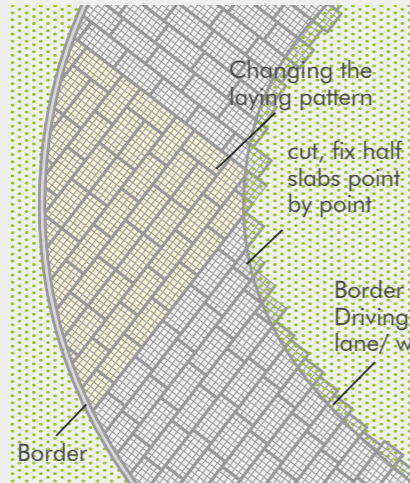 Changing the
laying pattern
cut, fix half
slabs point
by point
Border
Driving
lane/
Border